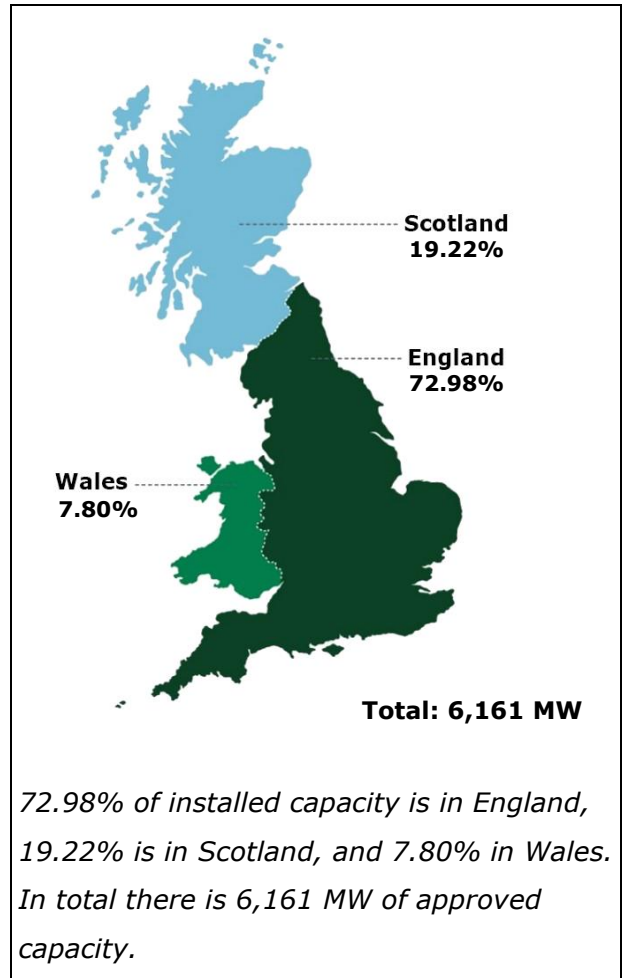 Scotland
19.22%
England
72.98%
Wales
7.80%
Total: 6,161 MW
72.98% of installed capacity is in England,
19.22% is in Scotland, and 7.80% in Wales.
In total there is 6,161 MW of approved
capacity.